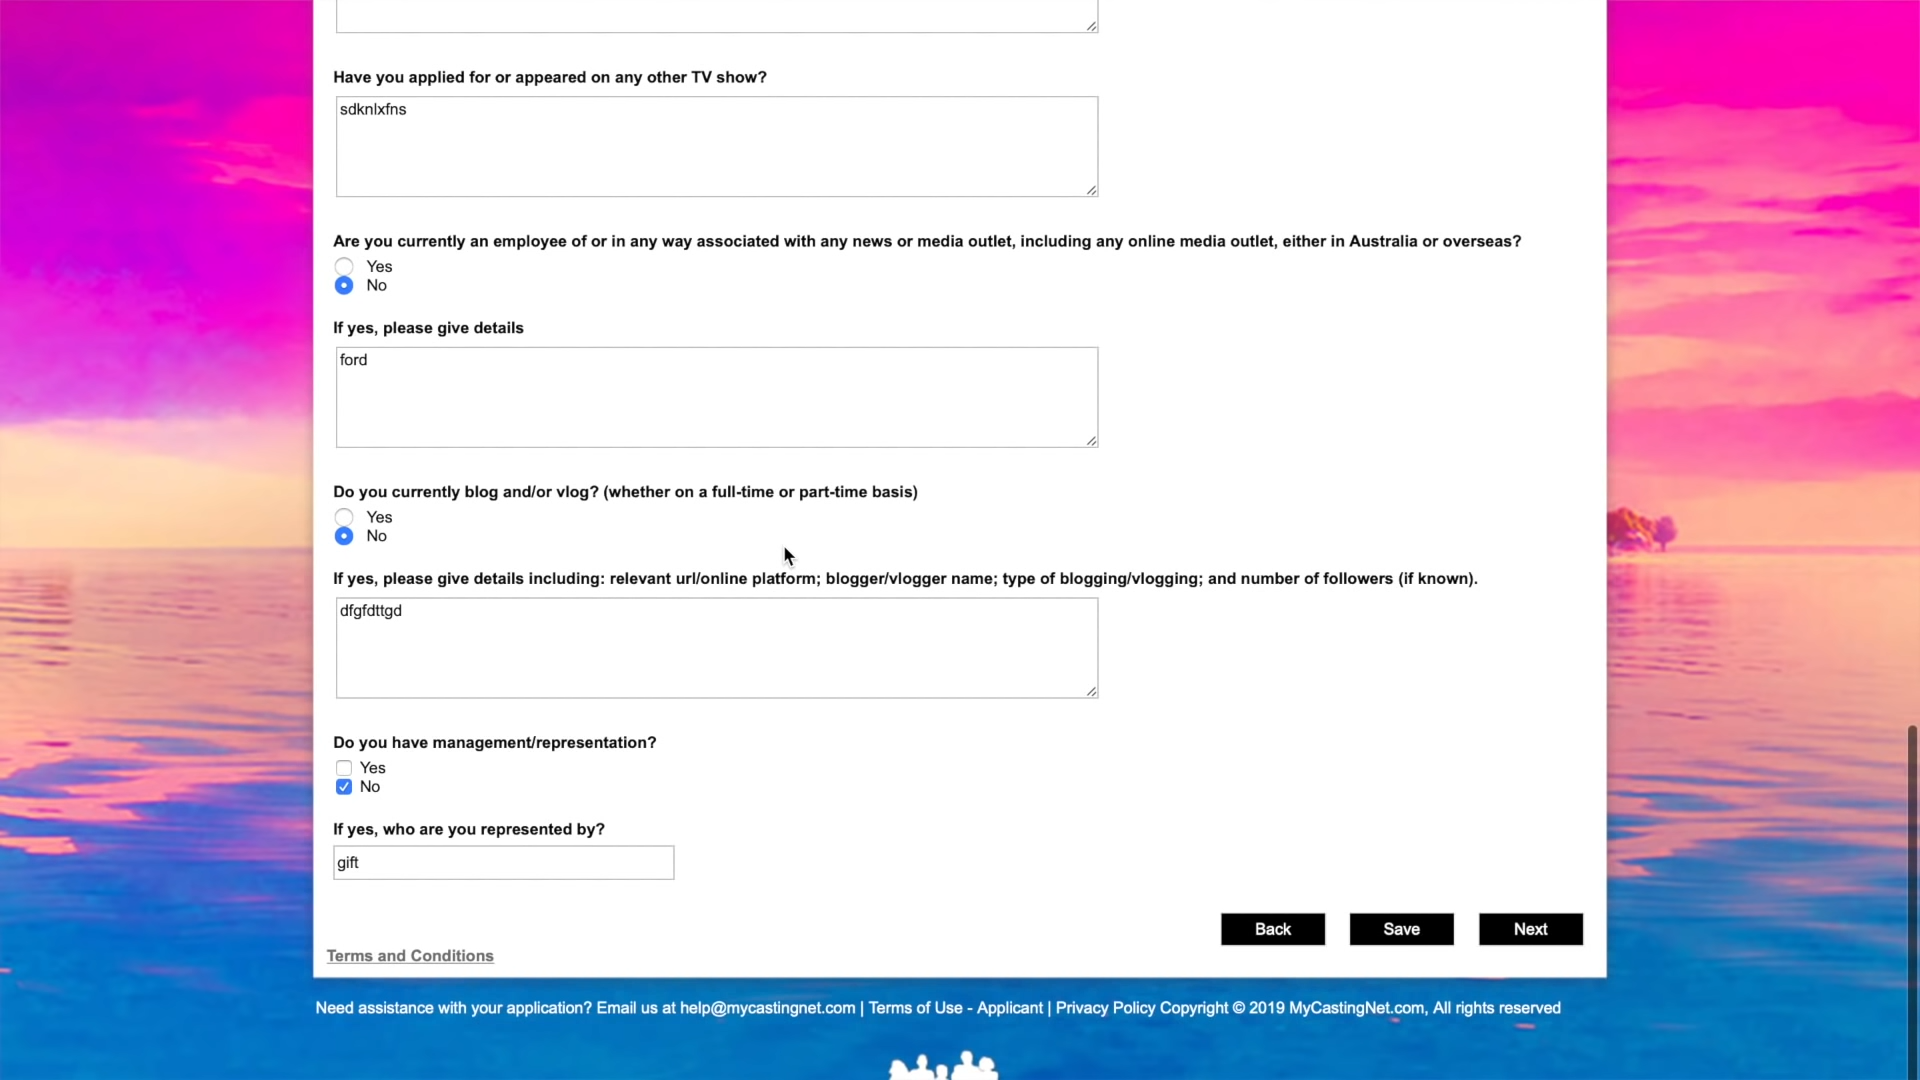 Have you applied for or appeared on any other TV show?
sdknlxfns
Are you currently an employee of or in any way associated with any news or media outlet, including any online media outlet, either in Australia or overseas?
Yes
No
If yes, please give details
ford
Do you currently blog and/or vlog? (whether on a full-time or part-time basis)
Yes
No
If yes, please give details including: relevant url/online platform; blogger/vlogger name; type of blogging/vlogging; and number of followers (if known).
dfgfdttgd
Do you have management/representation?
Yes
No
If yes, who are you represented by?
gift
Back Save Next
Terms and Conditions
Need assistance with your application? Email us at help@mycastingnet.com | Terms of Use - Applicant | Privacy Policy Copyright © 2019 MyCastingNet.com, All rights reserved